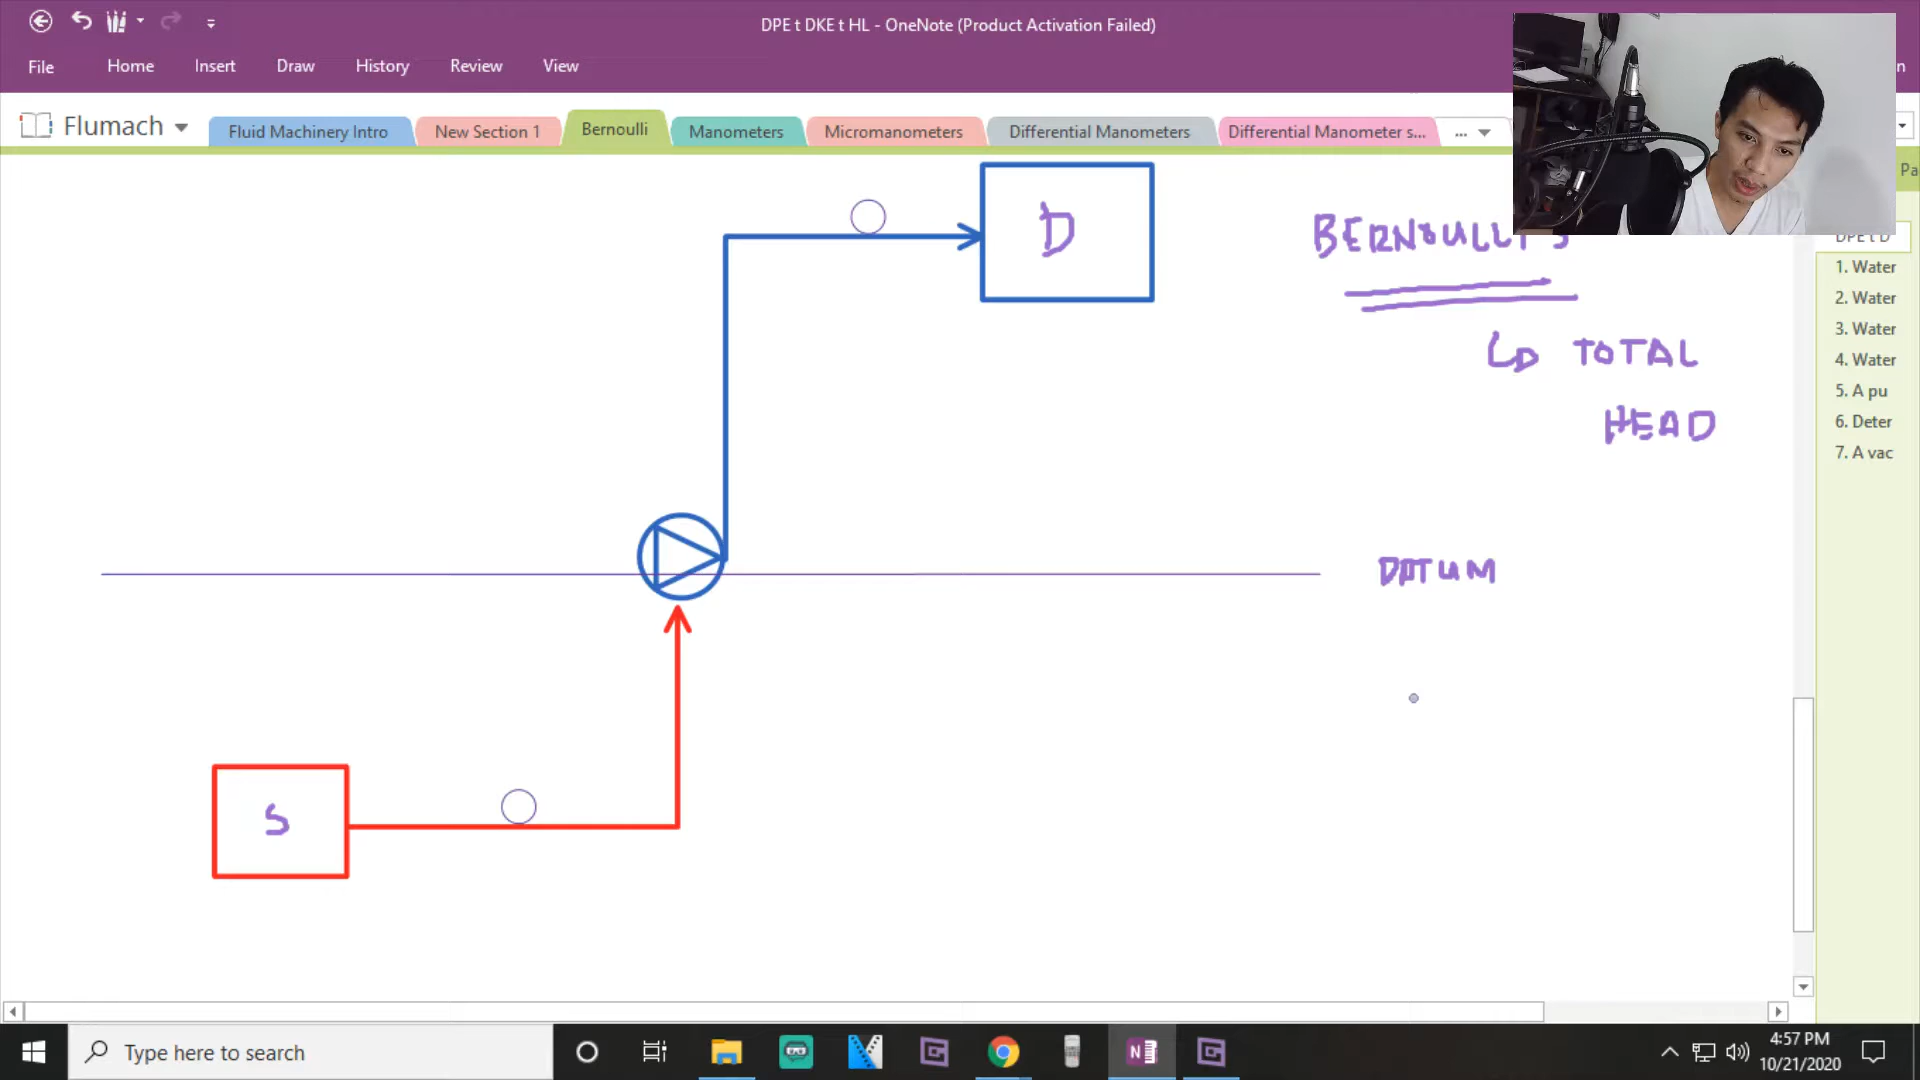 DPE t DKE t HL - OneNote (Product Activation Failed)
File Home Insert Draw History Review View
Flumach
Fluid Machinery Intro New Section 1 Bernoulli Manometers Micromanometers Differential Manometers Differential Manometer s... ...
D
BERNOULLI'S
TOTAL
HEAD
DATUM
S
DPE t D
1. Water
2. Water
3. Water
4. Water
5. A pu
6. Deter
7. A vac
Type here to search
4:57 PM
10/21/2020